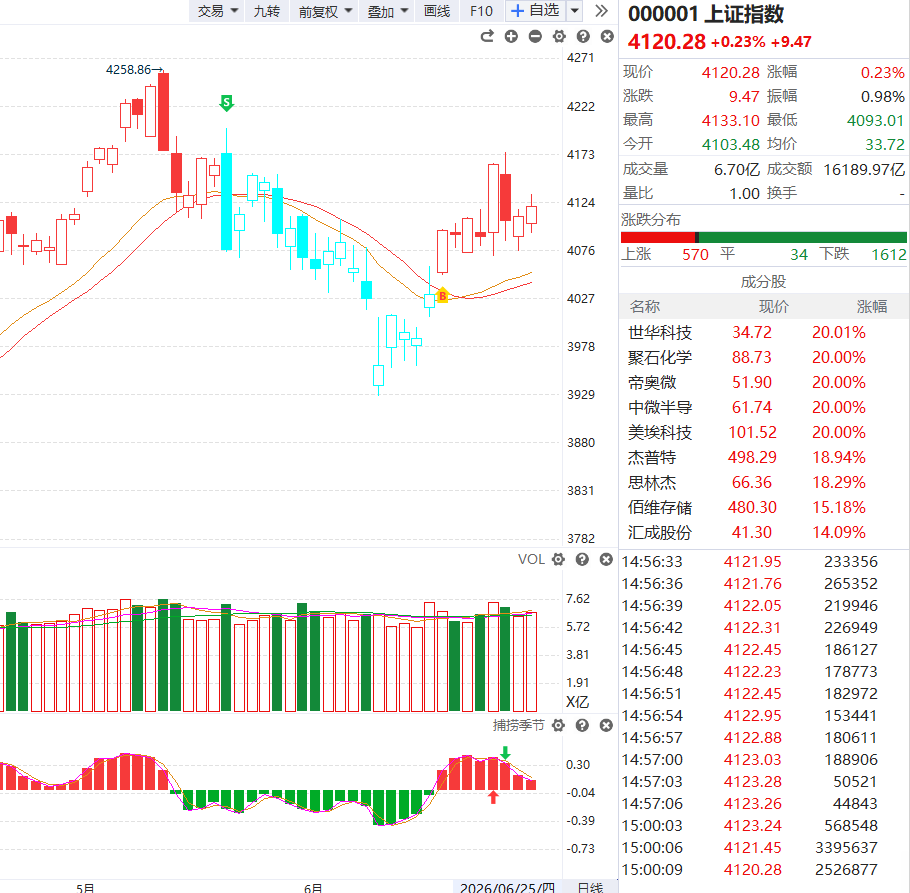 交易 九转 前复权 叠加 画线 F10 自选
000001 上证指数
4120.28 +0.23% +9.47
现价 4120.28 涨幅 0.23%
涨跌 9.47 振幅 0.98%
最高 4133.10 最低 4093.01
今开 4103.48 均价 33.72
成交量 6.70亿 成交额 16189.97亿
量比 1.00 换手 -
涨跌分布
上涨 570 平 34 下跌 1612
成分股
名称 现价 涨幅
世华科技 34.72 20.01%
聚石化学 88.73 20.00%
帝奥微 51.90 20.00%
中微半导 61.74 20.00%
美埃科技 101.52 20.00%
杰普特 498.29 18.94%
思林杰 66.36 18.29%
佰维存储 480.30 15.18%
汇成股份 41.30 14.09%
14:56:33 4121.95 233356
14:56:36 4121.76 265352
14:56:39 4122.05 219946
14:56:42 4122.31 226949
14:56:45 4122.45 186127
14:56:48 4122.23 178773
14:56:51 4122.45 182972
14:56:54 4122.95 153441
14:56:57 4122.88 180611
14:57:00 4123.03 188906
14:57:03 4123.28 50521
14:57:06 4123.26 44843
15:00:03 4123.24 568548
15:00:06 4121.45 3395637
15:00:09 4120.28 2526877
4258.86→
S
B
4271
4222
4173
4124
4076
4027
3978
3929
3880
3831
3782
VOL
7.62
5.72
3.81
1.91
X亿
捕捞季节
0.30
-0.04
-0.39
-0.73
5月 6月 2026/06/25/四 日线